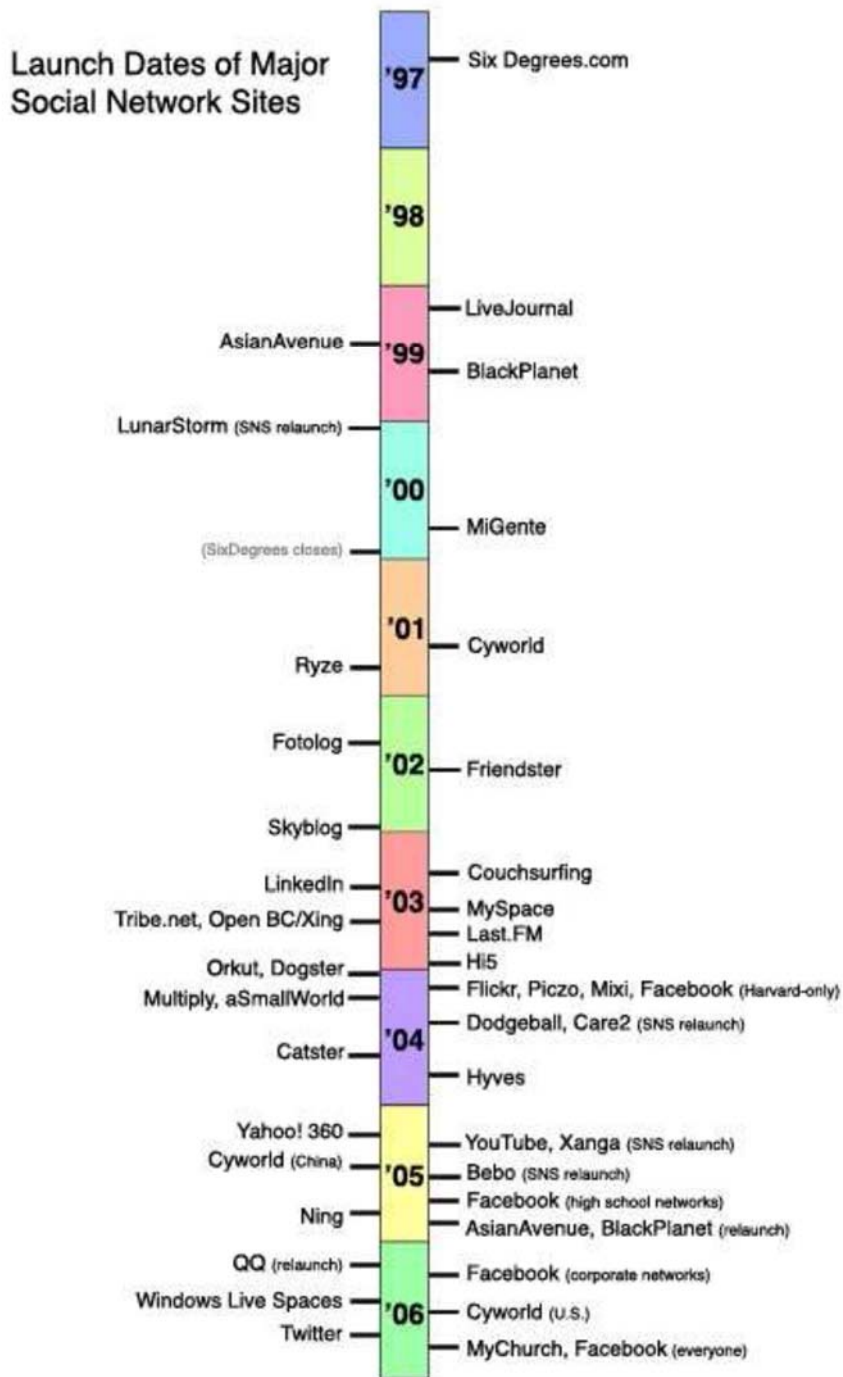 Launch Dates of Major
Social Network Sites
'97
Six Degrees.com
'98
LiveJournal
AsianAvenue
'99
BlackPlanet
LunarStorm (SNS relaunch)
'00
MiGente
(SixDegrees closes)
'01
Cyworld
Ryze
Fotolog
'02
Friendster
Skyblog
Couchsurfing
LinkedIn
'03
MySpace
Tribe.net, Open BC/Xing
Last.FM
Hi5
Orkut, Dogster
Flickr, Piczo, Mixi, Facebook (Harvard-only)
Multiply, aSmallWorld
Dodgeball, Care2 (SNS relaunch)
'04
Catster
Hyves
Yahoo! 360
YouTube, Xanga (SNS relaunch)
Cyworld (China)
'05
Bebo (SNS relaunch)
Facebook (high school networks)
Ning
AsianAvenue, BlackPlanet (relaunch)
QQ (relaunch)
Facebook (corporate networks)
Windows Live Spaces
'06
Cyworld (U.S.)
Twitter
MyChurch, Facebook (everyone)